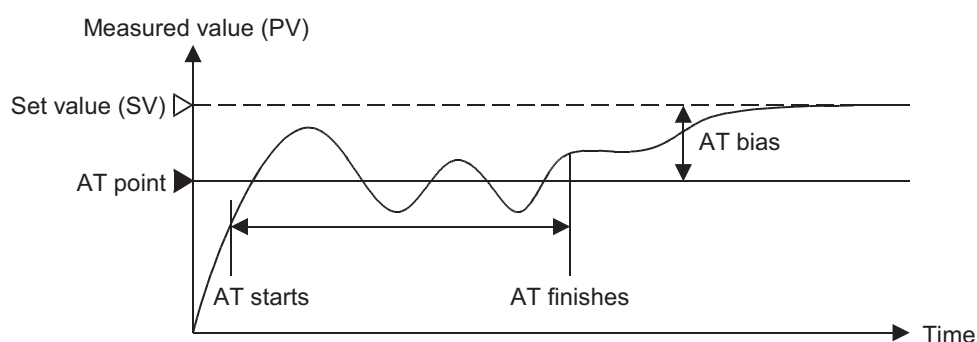 Measured value (PV)
Set value (SV)
AT bias
AT point
AT starts
AT finishes
Time